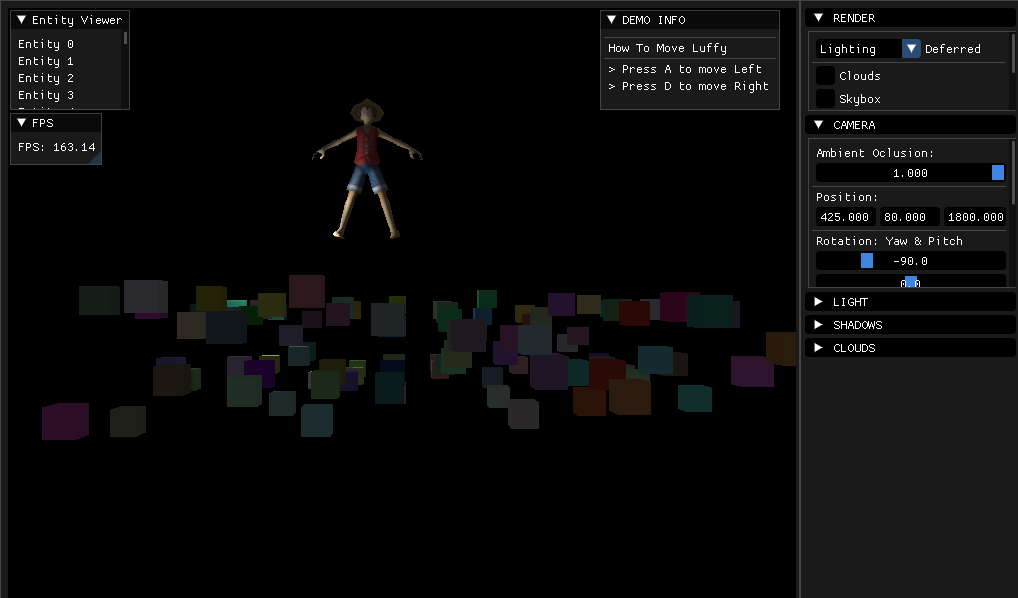 Entity Viewer
Entity 0
Entity 1
Entity 2
Entity 3
FPS
FPS: 163.14
DEMO INFO
How To Move Luffy
> Press A to move Left
> Press D to move Right
RENDER
Lighting Deferred
Clouds
Skybox
CAMERA
Ambient Oclusion:
1.000
Position:
425.000 80.000 1800.000
Rotation: Yaw & Pitch
-90.0
LIGHT
SHADOWS
CLOUDS